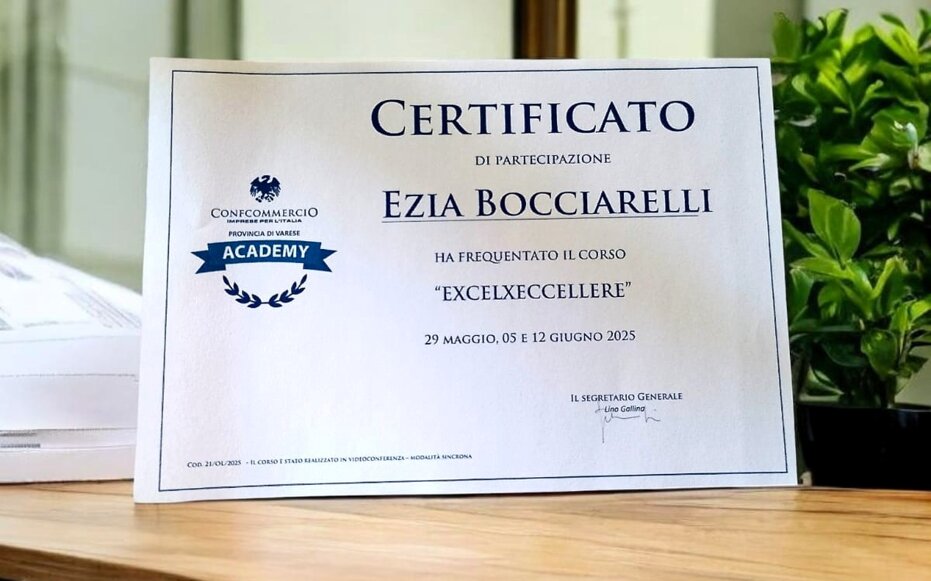 CERTIFICATO
DI PARTECIPAZIONE
EZIA BOCCIARELLI
HA FREQUENTATO IL CORSO
“EXCELXECCELLERE”
29 MAGGIO, 05 E 12 GIUGNO 2025
CONFCOMMERCIO
IMPRESE PER L'ITALIA
PROVINCIA DI VARESE
ACADEMY
IL SEGRETARIO GENERALE
Lino Gallina
COD. 21/OL/2025 - IL CORSO È STATO REALIZZATO IN VIDEOCONFERENZA – MODALITÀ SINCRONA